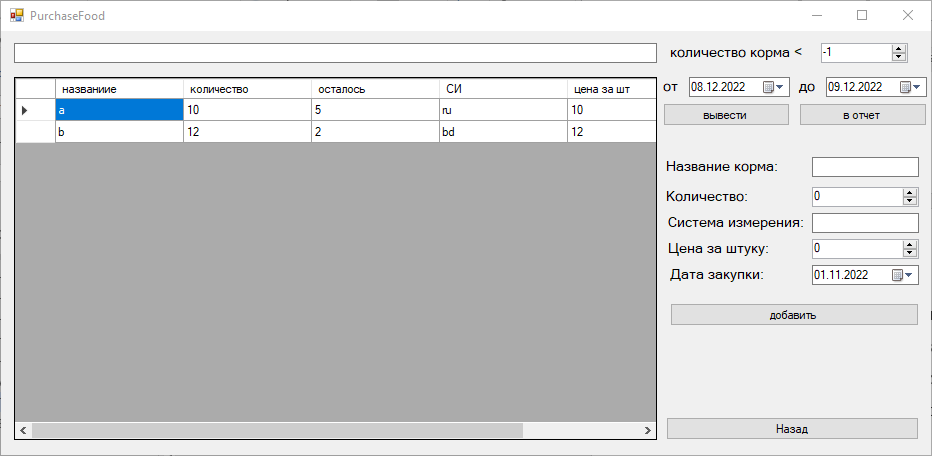 PurchaseFood
количество корма < -1
названиие количество осталось СИ цена за шт
a 10 5 ru 10
b 12 2 bd 12
от 08.12.2022 до 09.12.2022
вывести в отчет
Название корма:
Количество: 0
Система измерения:
Цена за штуку: 0
Дата закупки: 01.11.2022
добавить
Назад